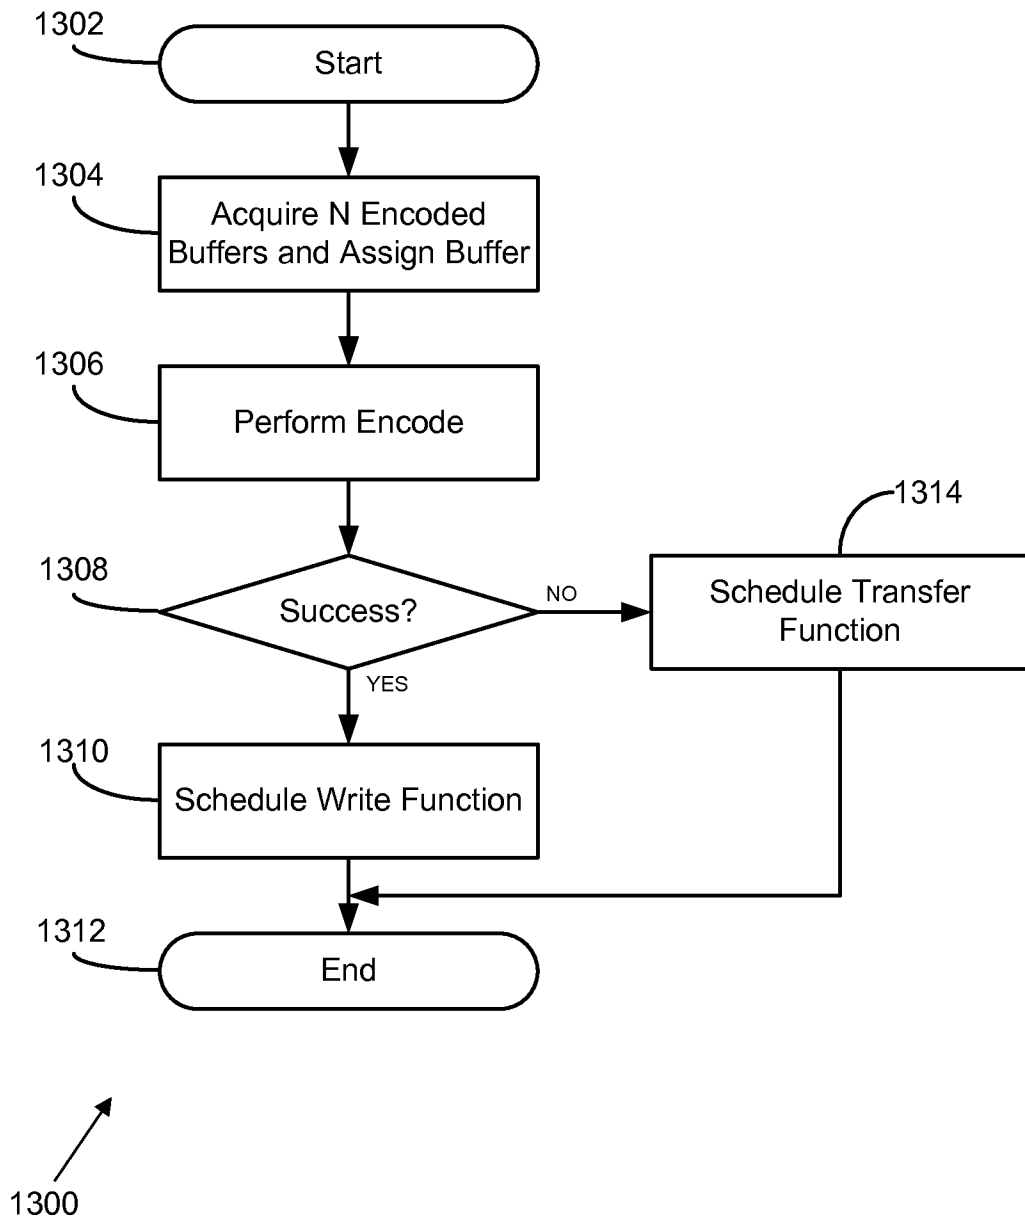 1302
Start
1304
Acquire N Encoded
Buffers and Assign Buffer
1306
Perform Encode
1314
1308
Success?
NO
Schedule Transfer
Function
YES
1310
Schedule Write Function
1312
End
1300